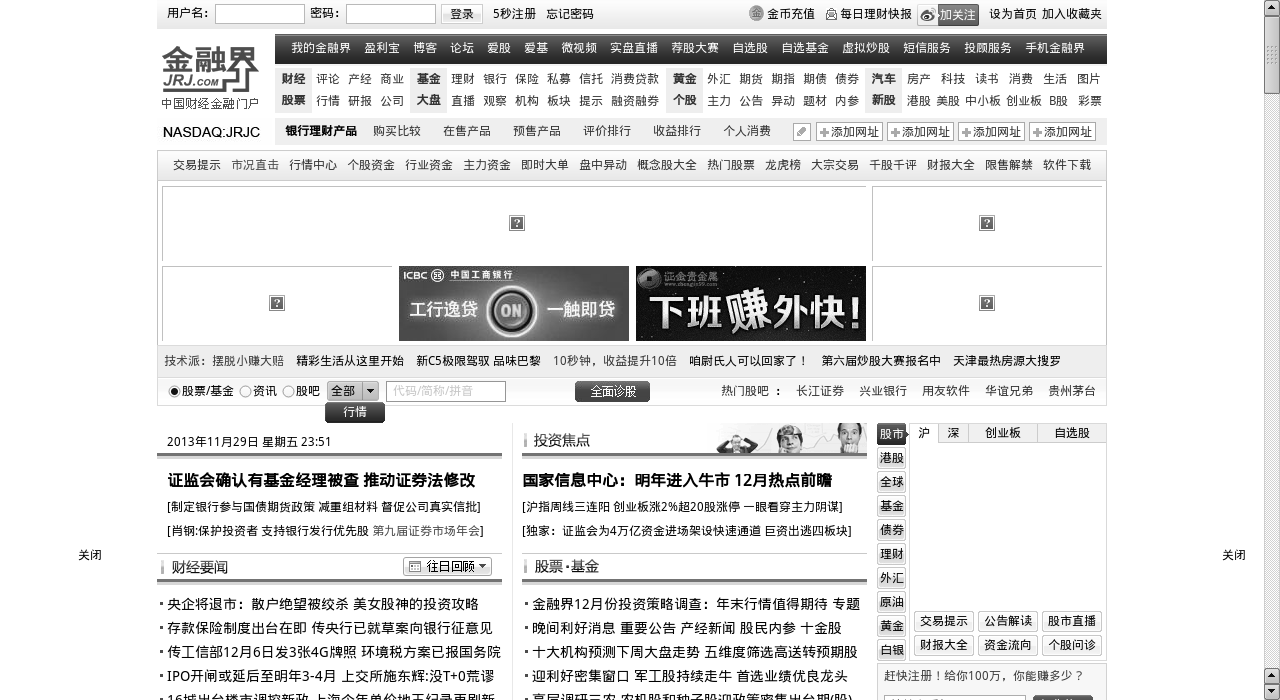 用户名： 密码： 登录 5秒注册 忘记密码 金币充值 每日理财快报 加关注 设为首页 加入收藏夹
金融界
JRJ.COM
中国财经金融门户
我的金融界 盈利宝 博客 论坛 爱股 爱基 微视频 实盘直播 荐股大赛 自选股 自选基金 虚拟炒股 短信服务 投顾服务 手机金融界
财经 评论 产经 商业 基金 理财 银行 保险 私募 信托 消费贷款 黄金 外汇 期货 期指 期债 债券 汽车 房产 科技 读书 消费 生活 图片
股票 行情 研报 公司 大盘 直播 观察 机构 板块 提示 融资融券 个股 主力 公告 异动 题材 内参 新股 港股 美股 中小板 创业板 B股 彩票
NASDAQ:JRJC 银行理财产品 购买比较 在售产品 预售产品 评价排行 收益排行 个人消费 添加网址 添加网址 添加网址 添加网址
交易提示 市况直击 行情中心 个股资金 行业资金 主力资金 即时大单 盘中异动 概念股大全 热门股票 龙虎榜 大宗交易 千股千评 财报大全 限售解禁 软件下载
ICBC 中国工商银行
工行逸贷 ON 一触即贷
证金贵金属
下班赚外快!
技术派：摆脱小赚大赔 精彩生活从这里开始 新C5极限驾驭 品味巴黎 10秒钟，收益提升10倍 咱尉氏人可以回家了！ 第六届炒股大赛报名中 天津最热房源大搜罗
股票/基金 资讯 股吧 全部 代码/简称/拼音 全面诊股 热门股吧 ： 长江证券 兴业银行 用友软件 华谊兄弟 贵州茅台
行情
2013年11月29日 星期五 23:51
证监会确认有基金经理被查 推动证券法修改
[制定银行参与国债期货政策 减重组材料 督促公司真实信批]
[肖钢:保护投资者 支持银行发行优先股 第九届证券市场年会]
财经要闻 往日回顾
央企将退市：散户绝望被绞杀 美女股神的投资攻略
存款保险制度出台在即 传央行已就草案向银行征意见
传工信部12月6日发3张4G牌照 环境税方案已报国务院
IPO开闸或延后至明年3-4月 上交所施东辉:没T+0荒谬
投资焦点
国家信息中心：明年进入牛市 12月热点前瞻
[沪指周线三连阳 创业板涨2%超20股涨停 一眼看穿主力阴谋]
[独家：证监会为4万亿资金进场架设快速通道 巨资出逃四板块]
股票·基金
金融界12月份投资策略调查：年末行情值得期待 专题
晚间利好消息 重要公告 产经新闻 股民内参 十金股
十大机构预测下周大盘走势 五维度筛选高送转预期股
迎利好密集窗口 军工股持续走牛 首选业绩优良龙头
股市 沪 深 创业板 自选股
港股
全球
基金
债券
理财
外汇
原油
黄金
白银
交易提示 公告解读 股市直播
财报大全 资金流向 个股问诊
赶快注册！给你100万，你能赚多少？
关闭
关闭